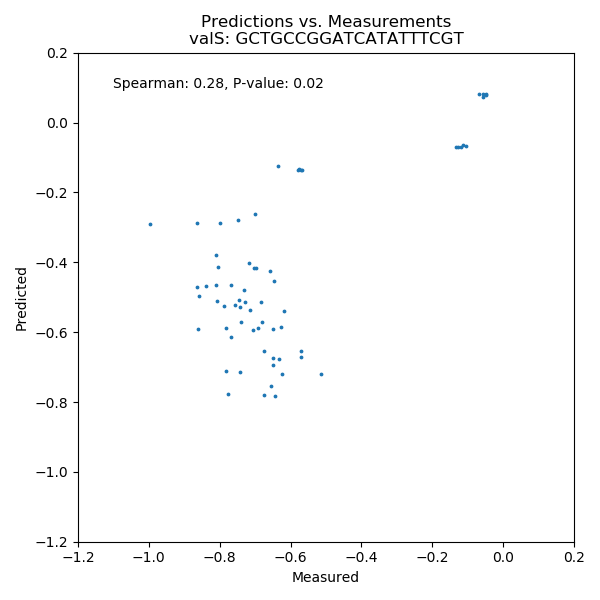 Predictions vs. Measurements
valS: GCTGCCGGATCATATTTCGT
0.2
Spearman: 0.28, P-value: 0.02
0.0
−0.2
−0.4
Predicted
−0.6
−0.8
−1.0
−1.2
−1.2 −1.0 −0.8 −0.6 −0.4 −0.2 0.0 0.2
Measured